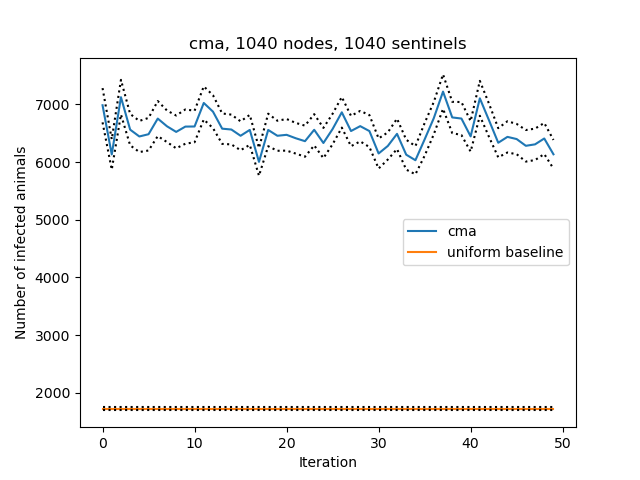 cma, 1040 nodes, 1040 sentinels
Number of infected animals
7000
6000
5000
4000
3000
2000
cma
uniform baseline
0
10
20
30
40
50
Iteration